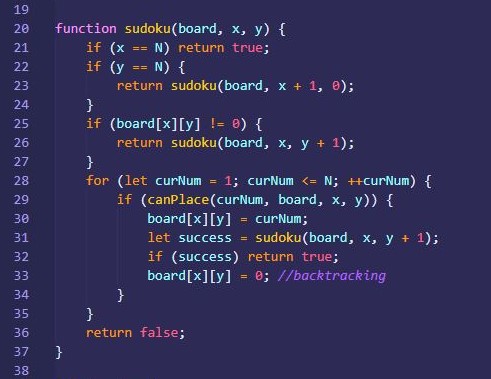 19
20 function sudoku(board, x, y) {
21     if (x == N) return true;
22     if (y == N) {
23         return sudoku(board, x + 1, 0);
24     }
25     if (board[x][y] != 0) {
26         return sudoku(board, x, y + 1);
27     }
28     for (let curNum = 1; curNum <= N; ++curNum) {
29         if (canPlace(curNum, board, x, y)) {
30             board[x][y] = curNum;
31             let success = sudoku(board, x, y + 1);
32             if (success) return true;
33             board[x][y] = 0; //backtracking
34         }
35     }
36     return false;
37 }
38